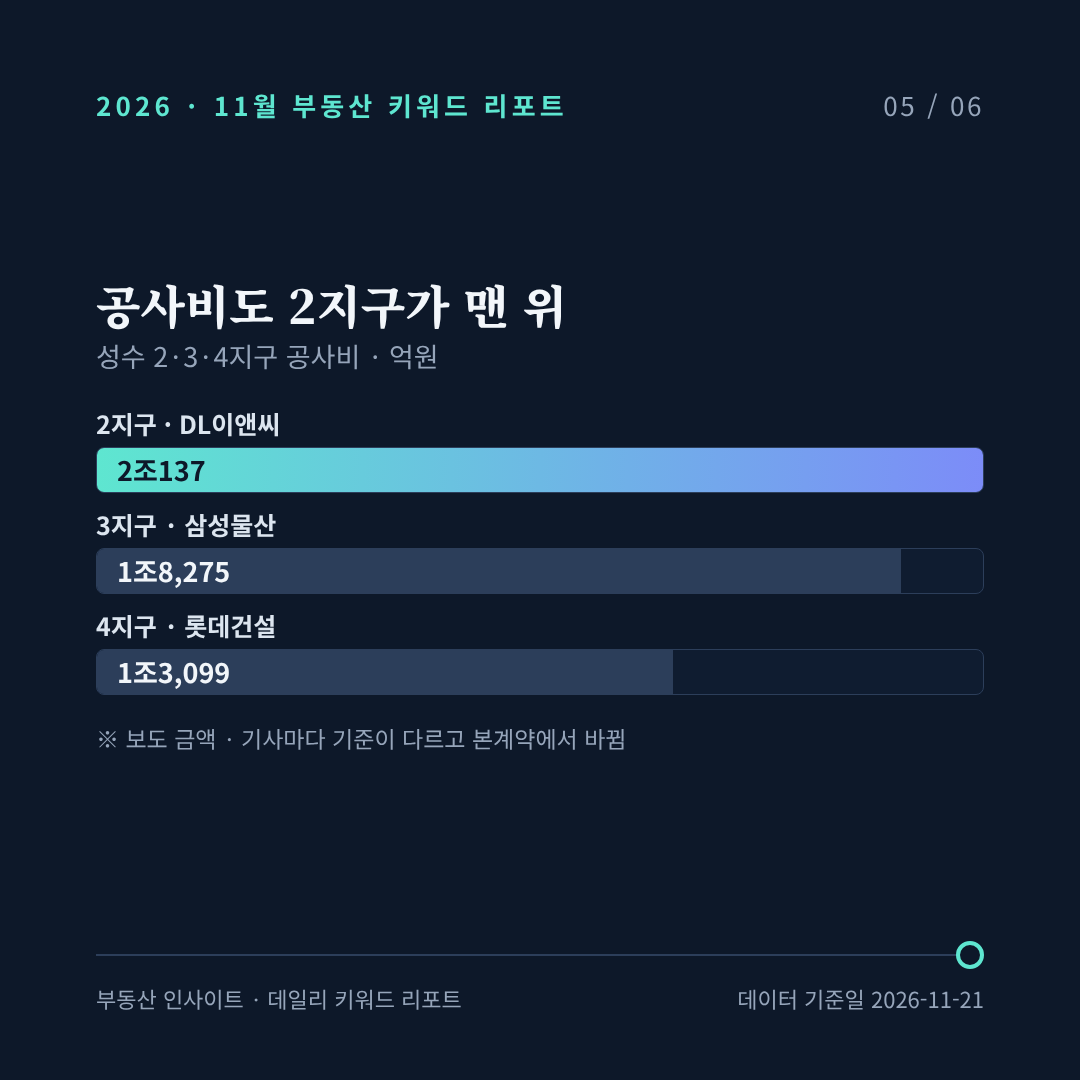 2026 · 11월 부동산 키워드 리포트
05 / 06
공사비도 2지구가 맨 위
성수 2·3·4지구 공사비 · 억원
2지구 · DL이앤씨
2조137
3지구 · 삼성물산
1조8,275
4지구 · 롯데건설
1조3,099
※ 보도 금액 · 기사마다 기준이 다르고 본계약에서 바뀜
부동산 인사이트 · 데일리 키워드 리포트
데이터 기준일 2026-11-21